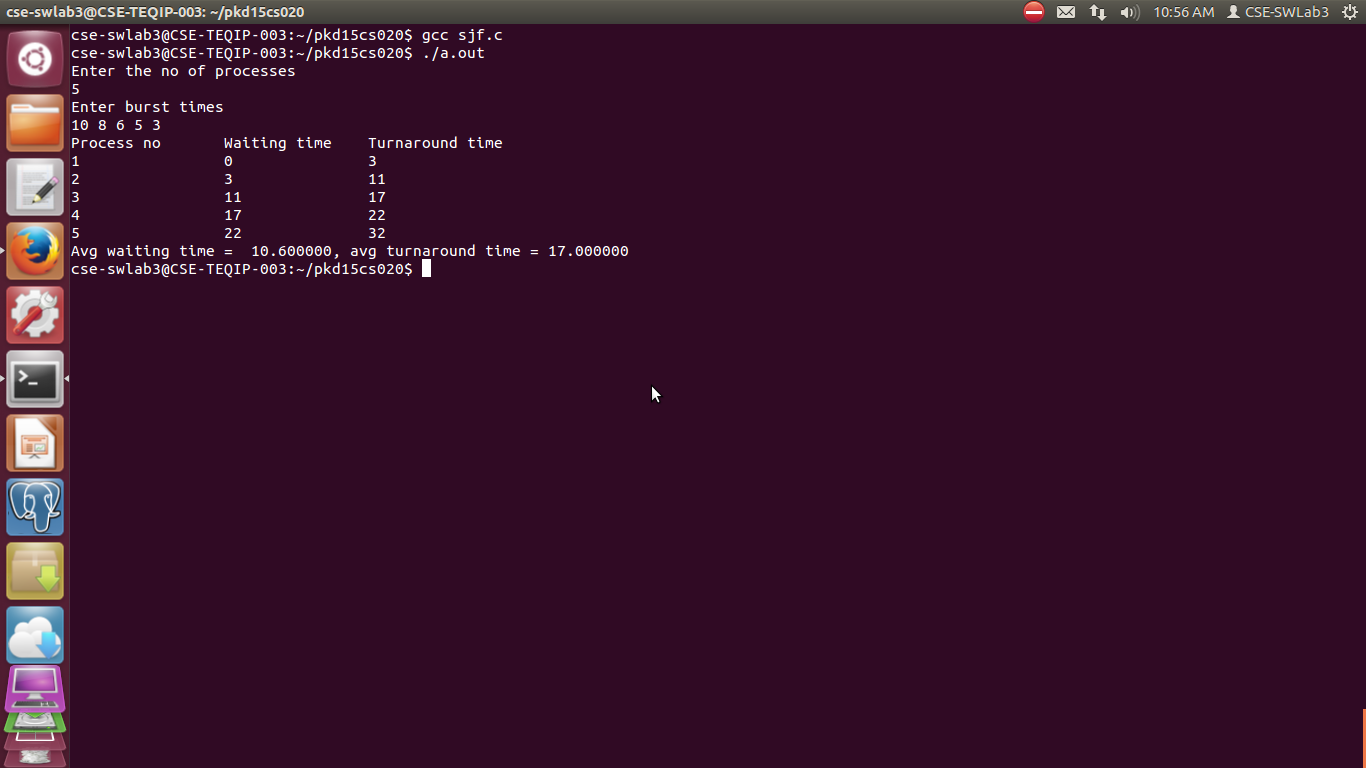 cse-swlab3@CSE-TEQIP-003: ~/pkd15cs020 10:56 AM CSE-SWLab3
cse-swlab3@CSE-TEQIP-003:~/pkd15cs020$ gcc sjf.c
cse-swlab3@CSE-TEQIP-003:~/pkd15cs020$ ./a.out
Enter the no of processes
5
Enter burst times
10 8 6 5 3
Process no Waiting time Turnaround time
1 0 3
2 3 11
3 11 17
4 17 22
5 22 32
Avg waiting time =  10.600000, avg turnaround time = 17.000000
cse-swlab3@CSE-TEQIP-003:~/pkd15cs020$